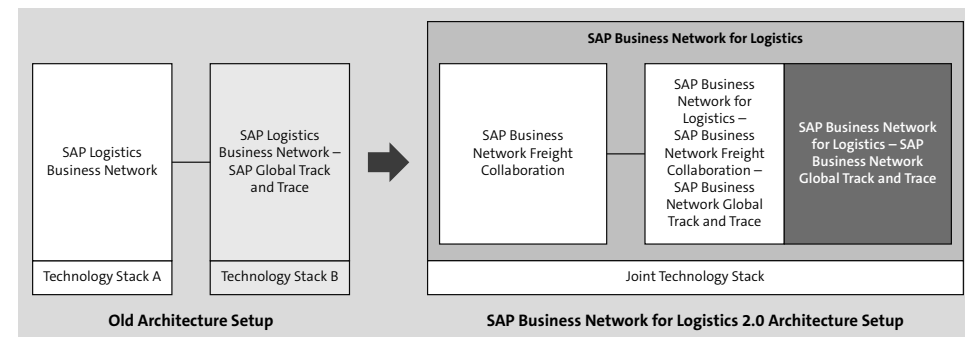 SAP Business Network for Logistics
SAP Logistics
Business Network
SAP Logistics
Business Network –
SAP Global Track
and Trace
SAP Business
Network Freight
Collaboration
SAP Business
Network for
Logistics –
SAP Business
Network Freight
Collaboration –
SAP Business
Network Global
Track and Trace
SAP Business Network
for Logistics – SAP
Business Network
Global Track and Trace
Technology Stack A
Technology Stack B
Joint Technology Stack
Old Architecture Setup
SAP Business Network for Logistics 2.0 Architecture Setup